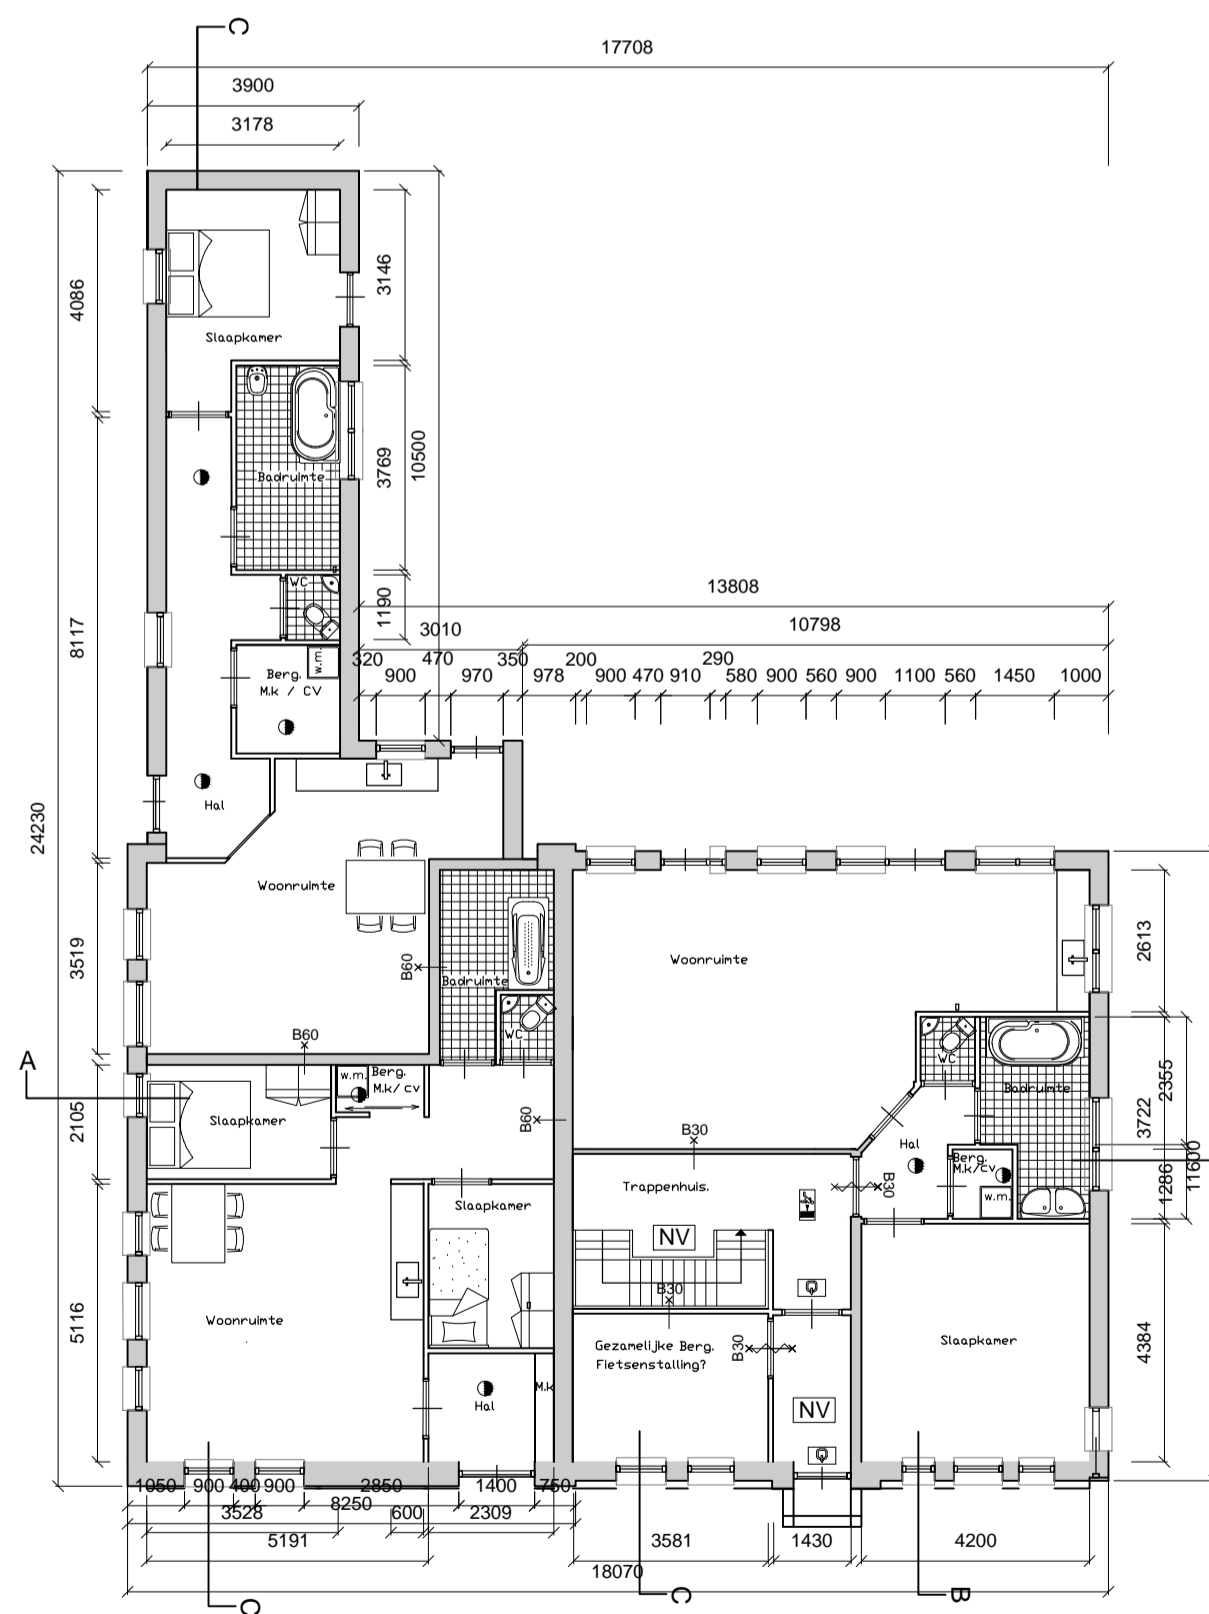 C
17708
3900
3178
4086
3146
Slaapkamer
3769
10500
Badruimte
WC
1190
13808
3010
10798
320
470
350
200
290
900
970
978
900
470
910
580
900
560
900
1100
560
1450
1000
8117
Berg.
M.k / CV
w.m.
Hal
24230
Woonruimte
3519
B60
Badruimte
WC
Woonruimte
2613
B60
A
w.m.
Berg.
M.k/ cv
2105
Slaapkamer
B60
WC
Badruimte
2355
3722
B30
Hal
Berg.
M.k/cv
w.m.
B30
1286
11600
Trappenhuis.
NV
B30
Slaapkamer
5116
Woonruimte
Gezamelijke Berg.
Fietsenstalling?
B30
Slaapkamer
4384
Hal
M.k
NV
1050
900
400
900
2850
1400
750
8250
3528
600
2309
5191
3581
1430
4200
18070
C
C
B